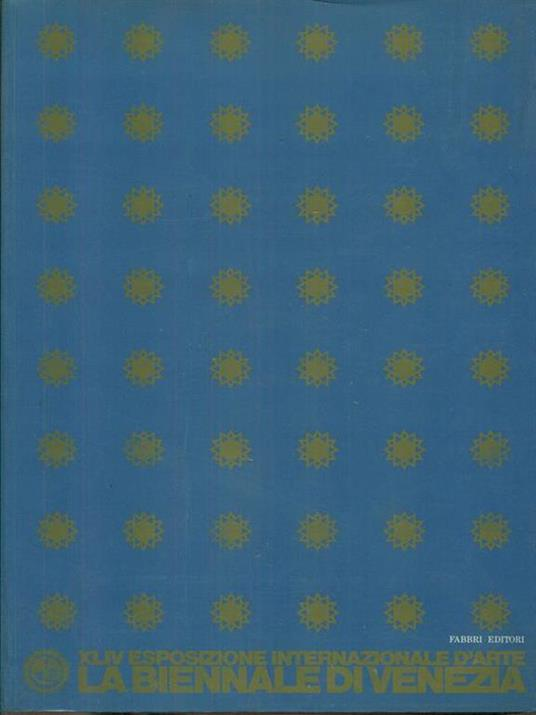 FABBRI EDITORI
XLIV ESPOSIZIONE INTERNAZIONALE D'ARTE
LA BIENNALE DI VENEZIA